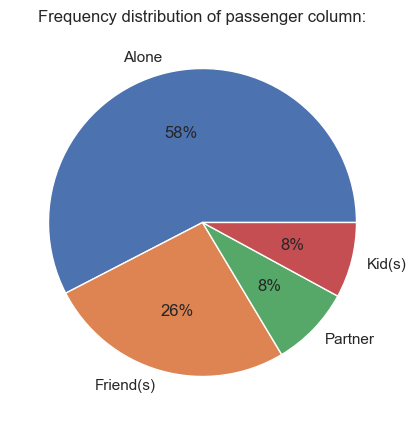 Frequency distribution of passenger column:
Alone
58%
8%
Kid(s)
8%
26%
Partner
Friend(s)